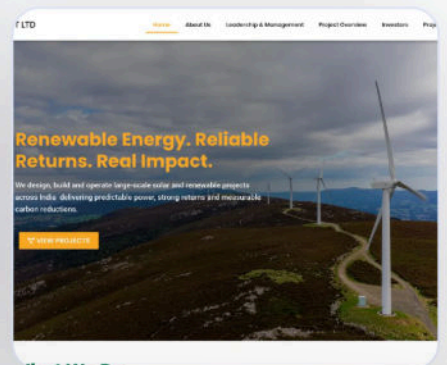 T LTD
Home About Us Leadership & Management Project Overview Investors Proj
Renewable Energy. Reliable
Returns. Real Impact.
We design, build and operate large-scale solar and renewable projects
across India delivering predictable power, strong returns and measurable
carbon reductions.
VIEW PROJECTS